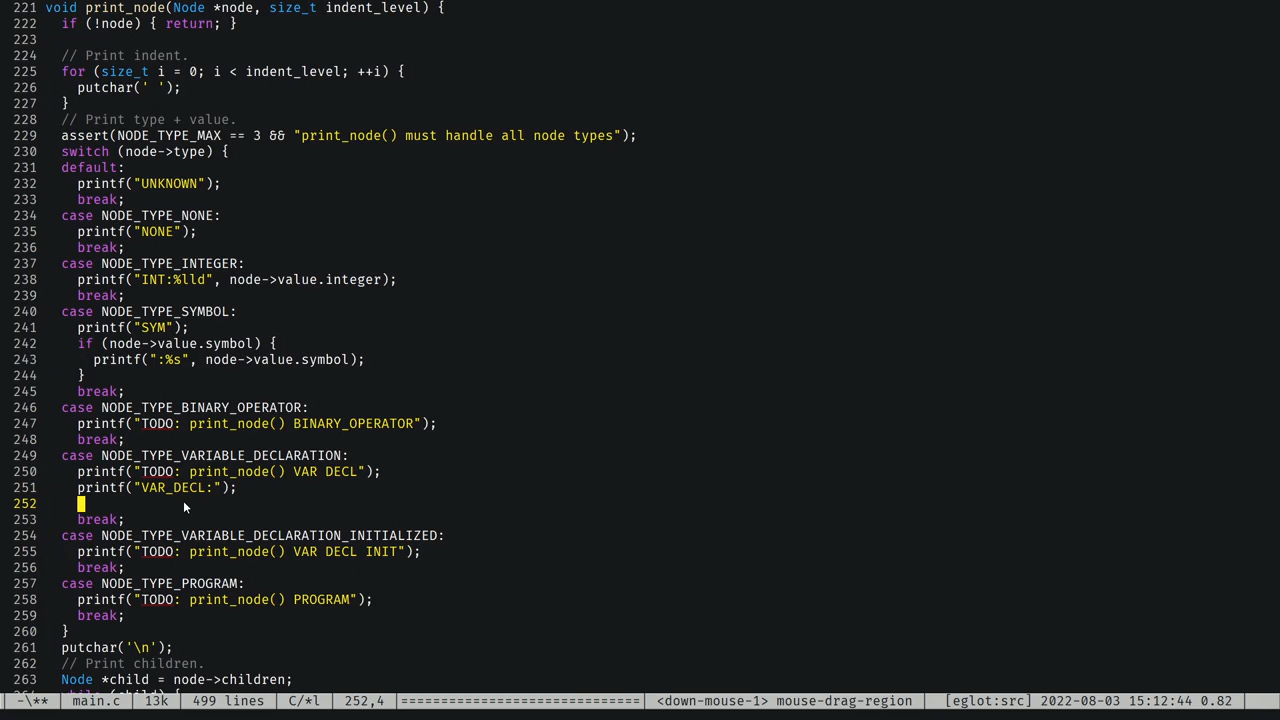 221 void print_node(Node *node, size_t indent_level) {
222   if (!node) { return; }
223
224   // Print indent.
225   for (size_t i = 0; i < indent_level; ++i) {
226     putchar(' ');
227   }
228   // Print type + value.
229   assert(NODE_TYPE_MAX == 3 && "print_node() must handle all node types");
230   switch (node->type) {
231   default:
232     printf("UNKNOWN");
233     break;
234   case NODE_TYPE_NONE:
235     printf("NONE");
236     break;
237   case NODE_TYPE_INTEGER:
238     printf("INT:%lld", node->value.integer);
239     break;
240   case NODE_TYPE_SYMBOL:
241     printf("SYM");
242     if (node->value.symbol) {
243       printf(":%s", node->value.symbol);
244     }
245     break;
246   case NODE_TYPE_BINARY_OPERATOR:
247     printf("TODO: print_node() BINARY_OPERATOR");
248     break;
249   case NODE_TYPE_VARIABLE_DECLARATION:
250     printf("TODO: print_node() VAR DECL");
251     printf("VAR_DECL:");
252
253     break;
254   case NODE_TYPE_VARIABLE_DECLARATION_INITIALIZED:
255     printf("TODO: print_node() VAR DECL INIT");
256     break;
257   case NODE_TYPE_PROGRAM:
258     printf("TODO: print_node() PROGRAM");
259     break;
260   }
261   putchar('\n');
262   // Print children.
263   Node *child = node->children;
264   while (child) {
-\** main.c 13k 499 lines C/*l 252,4 ============================== <down-mouse-1> mouse-drag-region [eglot:src] 2022-08-03 15:12:44 0.82